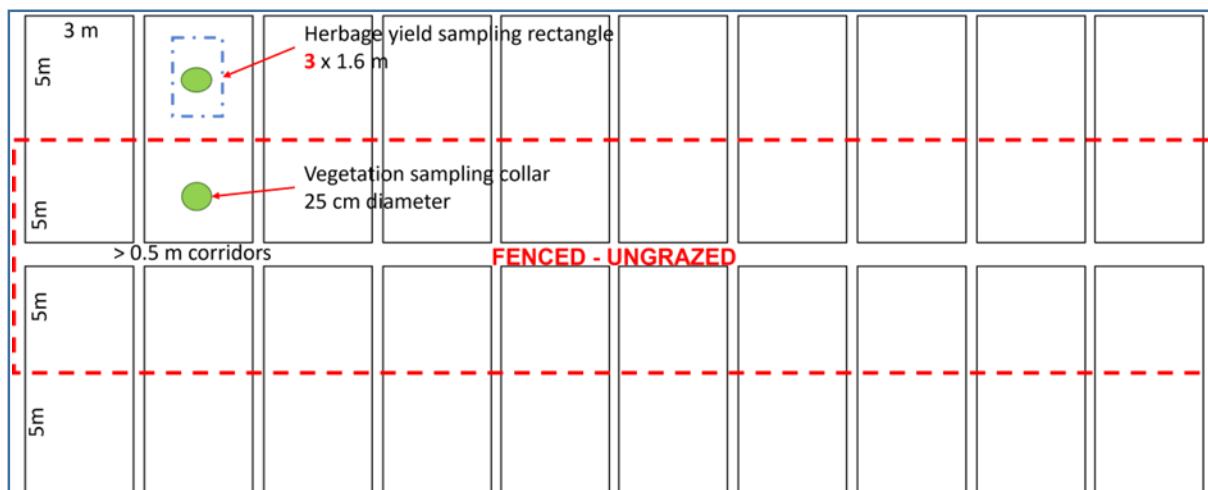 3 m
Herbage yield sampling rectangle
3 x 1.6 m
5m
Vegetation sampling collar
25 cm diameter
5m
> 0.5 m corridors
FENCED - UNGRAZED
5m
5m